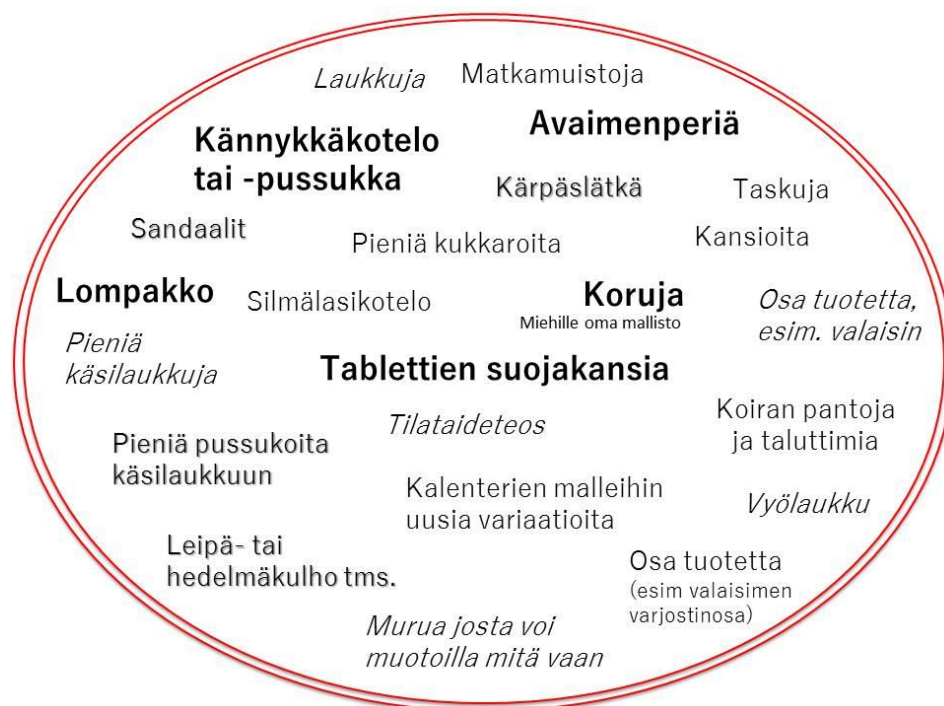 Laukkuja
Matkamuistoja
Kännykkäkotelo
tai -pussukka
Avaimenperiä
Kärpäslätkä
Taskuja
Sandaalit
Pieniä kukkaroita
Kansioita
Lompakko
Silmälasikotelo
Koruja
Miehille oma mallisto
Osa tuotetta,
esim. valaisin
Pieniä
käsilaukkuja
Tablettien suojakansia
Tilataideteos
Koiran pantoja
ja taluttimia
Pieniä pussukoita
käsilaukkuun
Kalenterien malleihin
uusia variaatioita
Vyölaukku
Leipä- tai
hedelmäkulho tms.
Osa tuotetta
(esim valaisimen
varjostinosa)
Murua josta voi
muotoilla mitä vaan